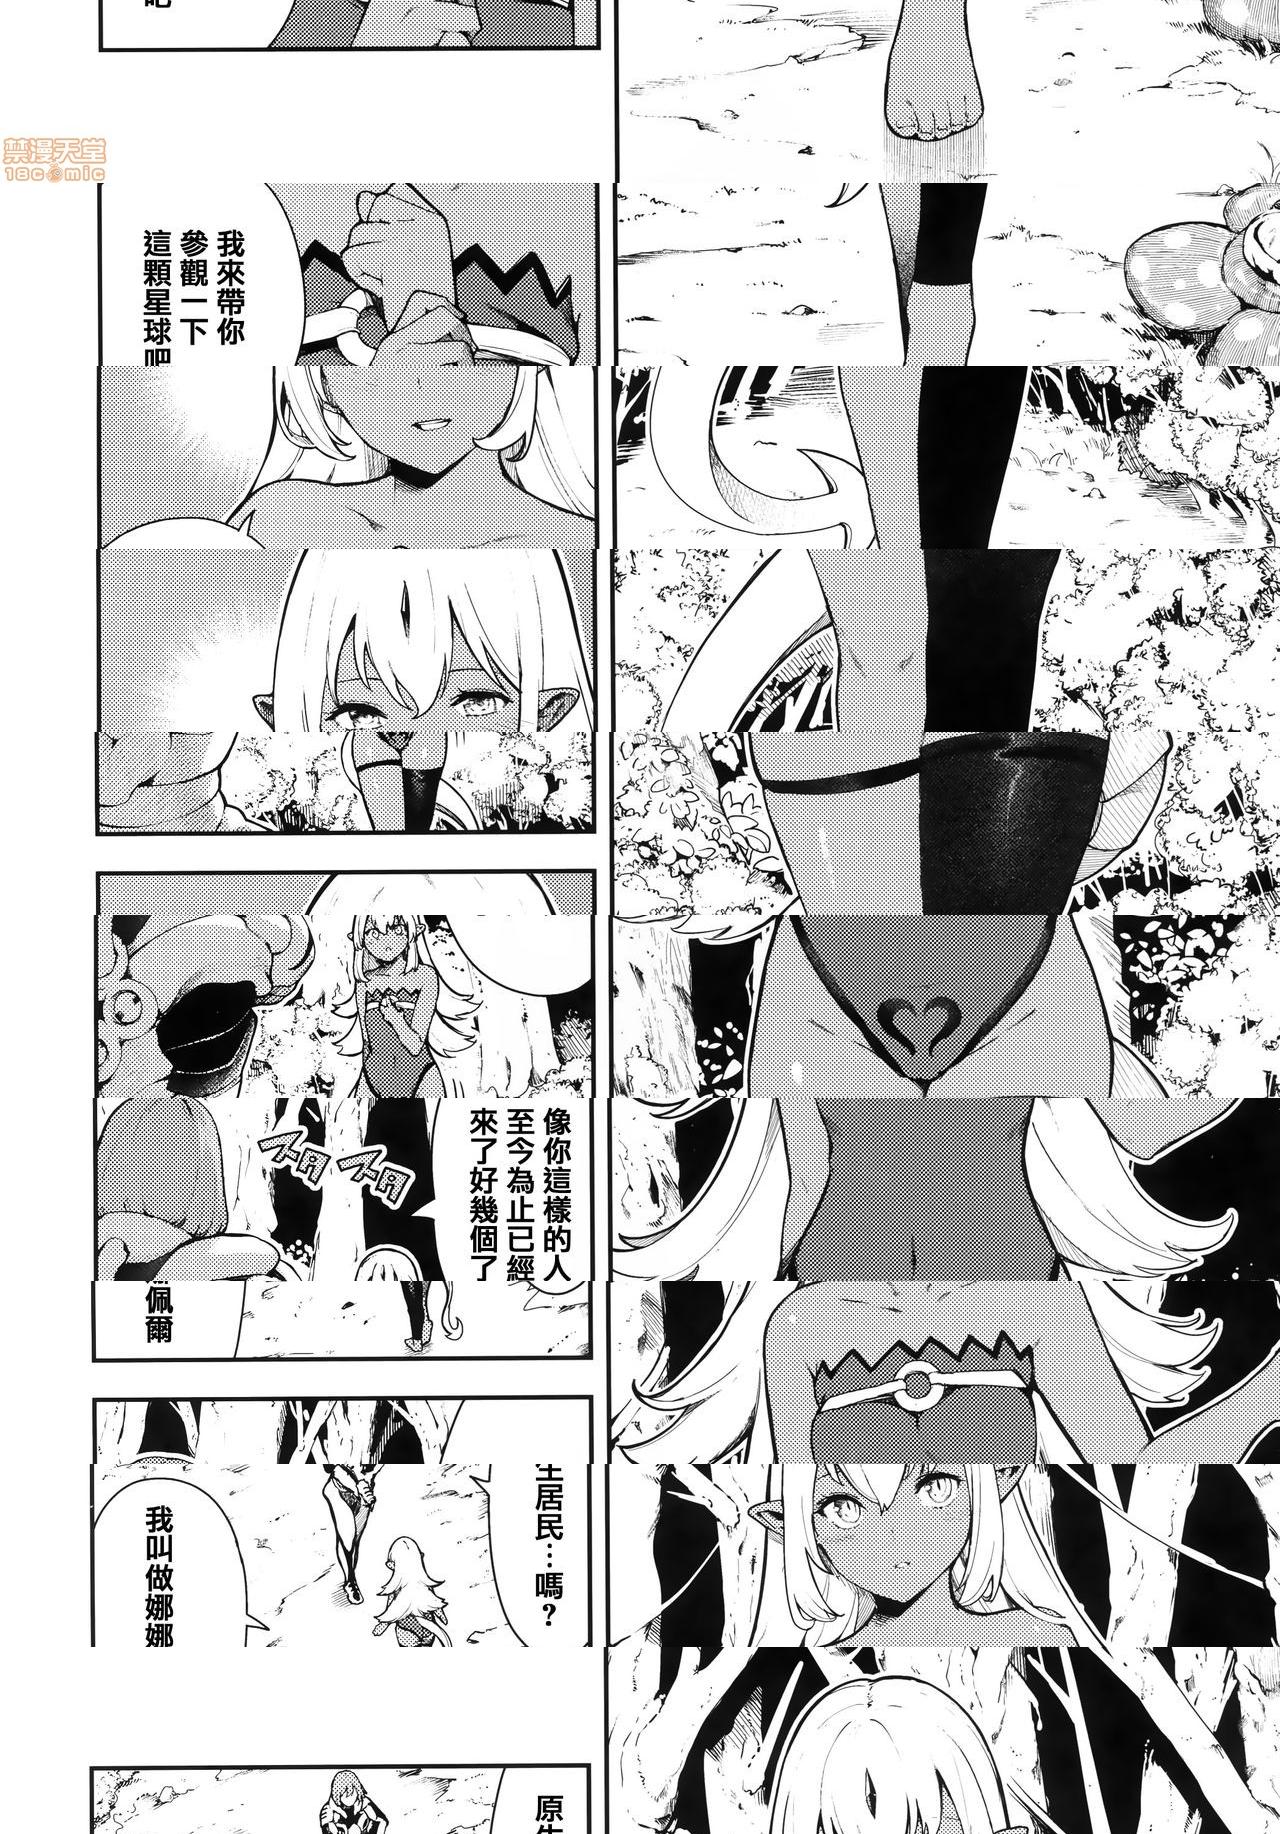 禁漫天堂
18comic
我來帶你
參觀一下
這顆星球吧
像你這樣的人
至今為止已經
來了好幾個了
佩爾
生居民…嗎?
我叫做娜娜
原